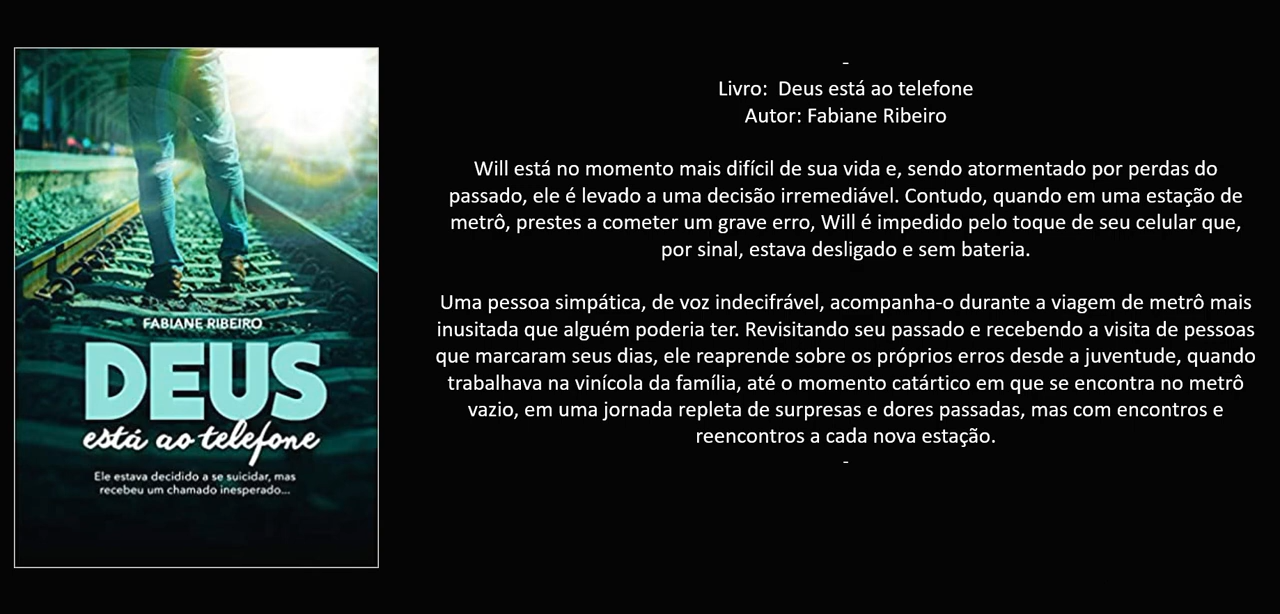 FABIANE RIBEIRO
DEUS
está ao telefone
Ele estava decidido a se suicidar, mas
recebeu um chamado inesperado...
-
Livro:  Deus está ao telefone
Autor: Fabiane Ribeiro
Will está no momento mais difícil de sua vida e, sendo atormentado por perdas do
passado, ele é levado a uma decisão irremediável. Contudo, quando em uma estação de
metrô, prestes a cometer um grave erro, Will é impedido pelo toque de seu celular que,
por sinal, estava desligado e sem bateria.
Uma pessoa simpática, de voz indecifrável, acompanha-o durante a viagem de metrô mais
inusitada que alguém poderia ter. Revisitando seu passado e recebendo a visita de pessoas
que marcaram seus dias, ele reaprende sobre os próprios erros desde a juventude, quando
trabalhava na vinícola da família, até o momento catártico em que se encontra no metrô
vazio, em uma jornada repleta de surpresas e dores passadas, mas com encontros e
reencontros a cada nova estação.
-